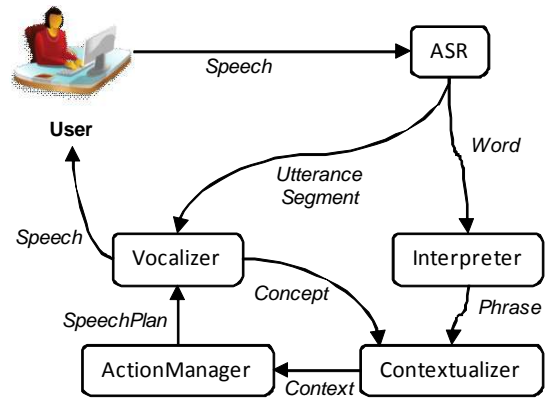 ASR
Speech
User
Word
Utterance
Segment
Speech
Vocalizer
Interpreter
Concept
Phrase
SpeechPlan
ActionManager
Context
Contextualizer